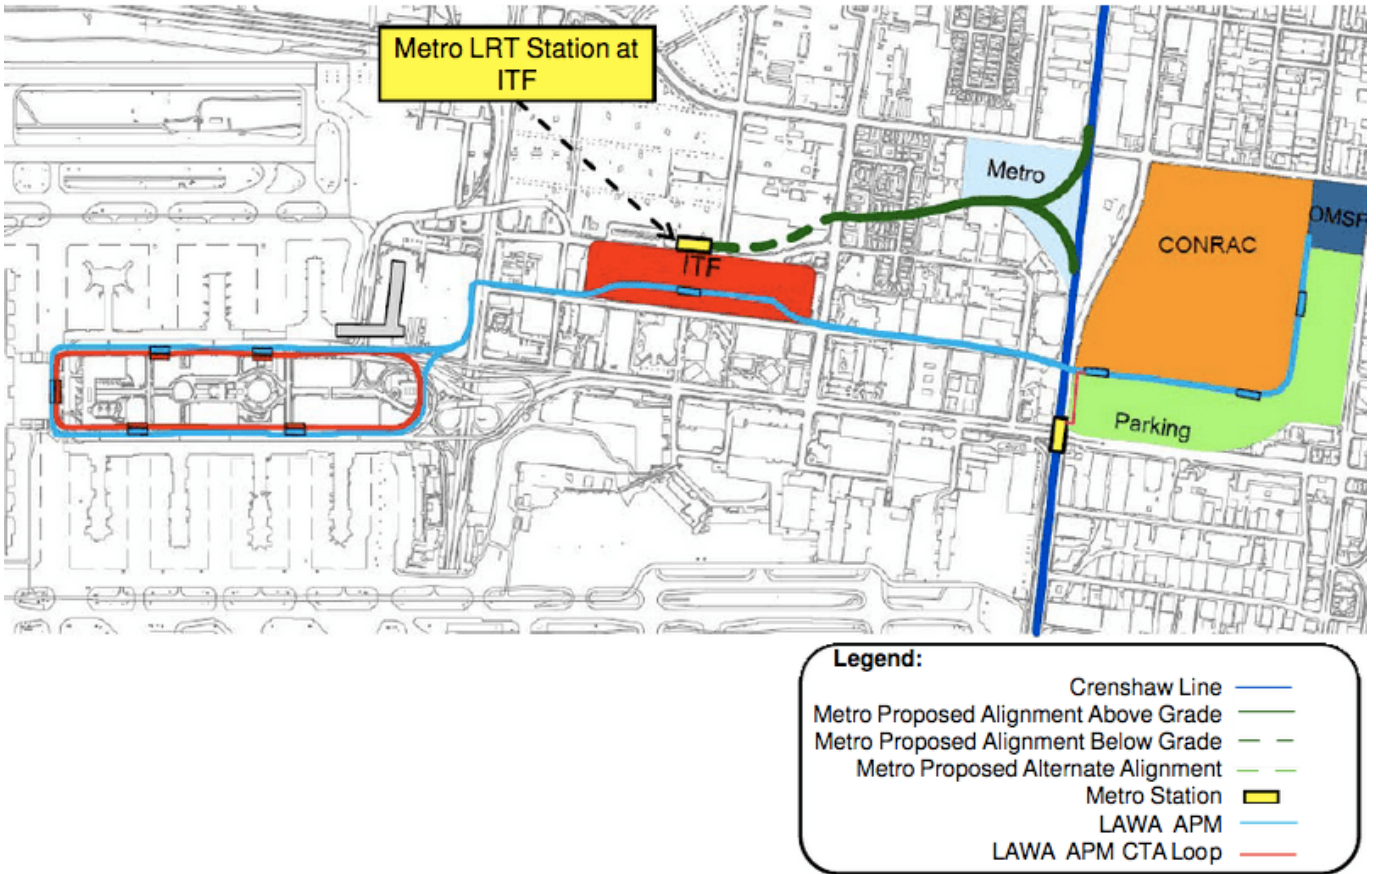 Metro LRT Station at
ITF
Metro
OMSF
CONRAC
ITF
Parking
Legend:
Crenshaw Line
Metro Proposed Alignment Above Grade
Metro Proposed Alignment Below Grade
Metro Proposed Alternate Alignment
Metro Station
LAWA APM
LAWA APM CTA Loop